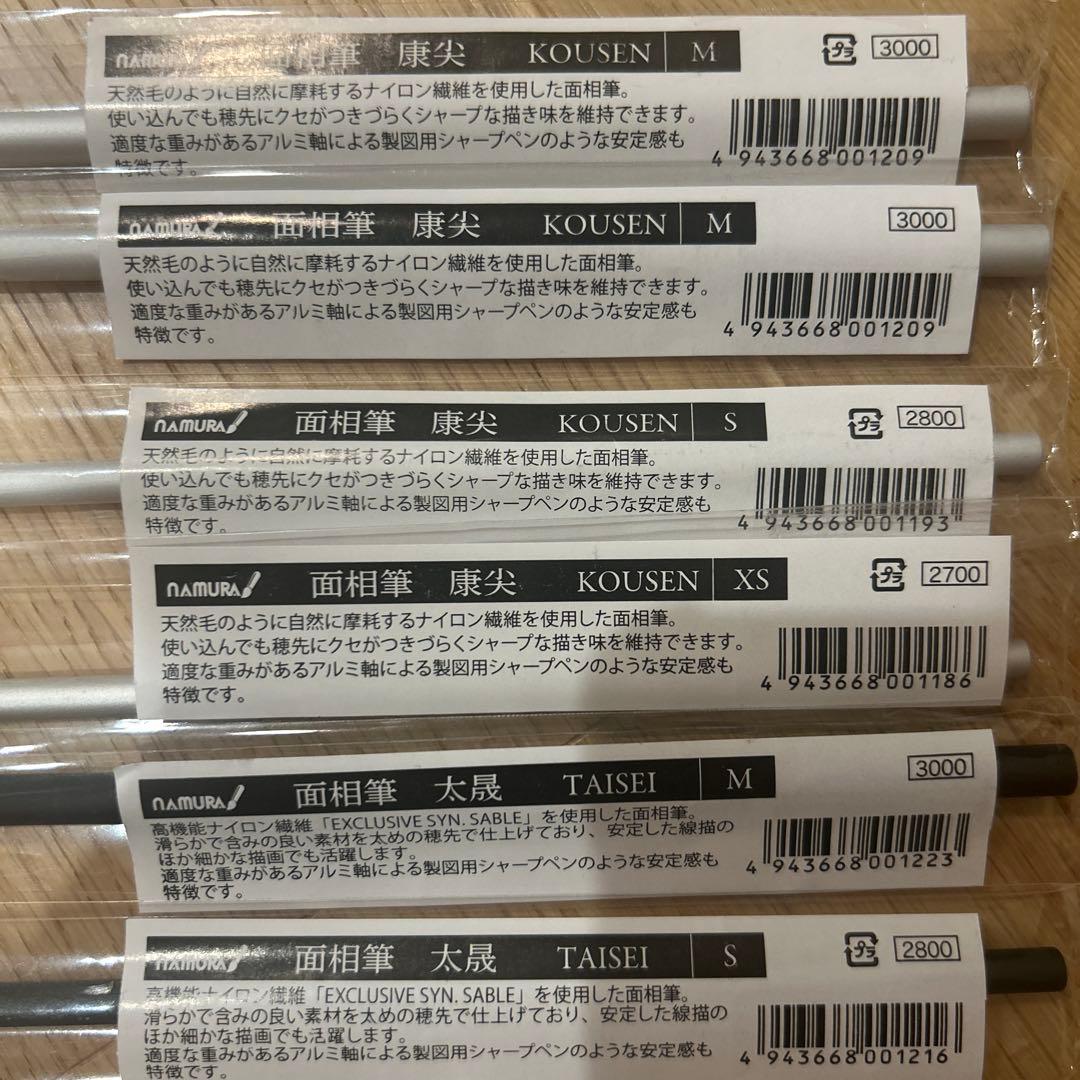 NAMURA 面相筆 康尖 KOUSEN M プラ 3000
天然毛のように自然に摩耗するナイロン繊維を使用した面相筆。
使い込んでも穂先にクセがつきづらくシャープな描き味を維持できます。
適度な重みがあるアルミ軸による製図用シャープペンのような安定感も
特徴です。
4 943668 001209
NAMURA 面相筆 康尖 KOUSEN M 3000
天然毛のように自然に摩耗するナイロン繊維を使用した面相筆。
使い込んでも穂先にクセがつきづらくシャープな描き味を維持できます。
適度な重みがあるアルミ軸による製図用シャープペンのような安定感も
特徴です。
4 943668 001209
NAMURA 面相筆 康尖 KOUSEN S プラ 2800
天然毛のように自然に摩耗するナイロン繊維を使用した面相筆。
使い込んでも穂先にクセがつきづらくシャープな描き味を維持できます。
適度な重みがあるアルミ軸による製図用シャープペンのような安定感も
特徴です。
4 943668 001193
NAMURA 面相筆 康尖 KOUSEN XS プラ 2700
天然毛のように自然に摩耗するナイロン繊維を使用した面相筆。
使い込んでも穂先にクセがつきづらくシャープな描き味を維持できます。
適度な重みがあるアルミ軸による製図用シャープペンのような安定感も
特徴です。
4 943668 001186
NAMURA 面相筆 太晟 TAISEI M 3000
高機能ナイロン繊維「EXCLUSIVE SYN. SABLE」を使用した面相筆。
滑らかで含みの良い素材を太めの穂先で仕上げており、安定した線描の
ほか細かな描画でも活躍します。
適度な重みがあるアルミ軸による製図用シャープペンのような安定感も
特徴です。
4 943668 001223
NAMURA 面相筆 太晟 TAISEI S プラ 2800
高機能ナイロン繊維「EXCLUSIVE SYN. SABLE」を使用した面相筆。
滑らかで含みの良い素材を太めの穂先で仕上げており、安定した線描の
ほか細かな描画でも活躍します。
適度な重みがあるアルミ軸による製図用シャープペンのような安定感も
特徴です。
4 943668 001216